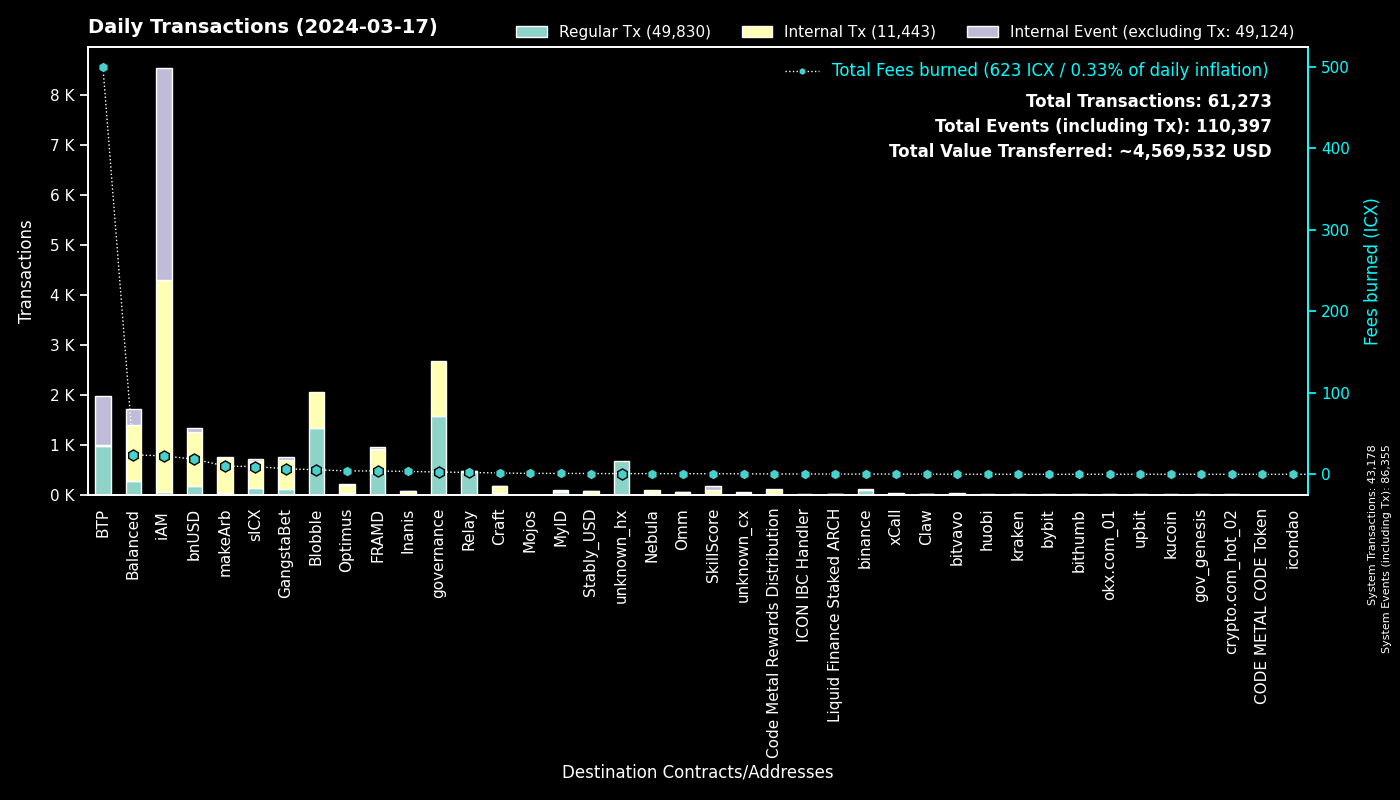 Daily Transactions (2024-03-17)
Regular Tx (49,830)
Internal Tx (11,443)
Internal Event (excluding Tx: 49,124)
Total Fees burned (623 ICX / 0.33% of daily inflation)
Total Transactions: 61,273
Total Events (including Tx): 110,397
Total Value Transferred: ~4,569,532 USD
Transactions
8 K
7 K
6 K
5 K
4 K
3 K
2 K
1 K
0 K
500
400
300
200
100
0
Fees burned (ICX)
System Transactions: 43,178
System Events (including Tx): 86,355
BTP
Balanced
iAM
bnUSD
makeArb
sICX
GangstaBet
Blobble
Optimus
FRAMD
Inanis
governance
Relay
Craft
Mojos
MyID
Stably_USD
unknown_hx
Nebula
Omm
SkillScore
unknown_cx
Code Metal Rewards Distribution
ICON IBC Handler
Liquid Finance Staked ARCH
binance
xCall
Claw
bitvavo
huobi
kraken
bybit
bithumb
okx.com_01
upbit
kucoin
gov_genesis
crypto.com_hot_02
CODE METAL CODE Token
icondao
Destination Contracts/Addresses